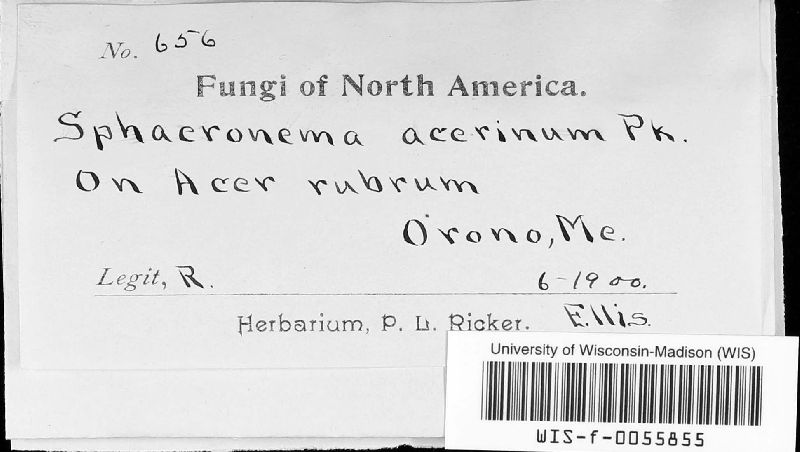 No. 656
Fungi of North America.
Sphaeronema acerinum Pk.
On Acer rubrum
Orono, Me.
Legit, R. 6-1900.
Herbarium, P. L. Ricker. Ellis.
University of Wisconsin-Madison (WIS)
WIS-f-0055855